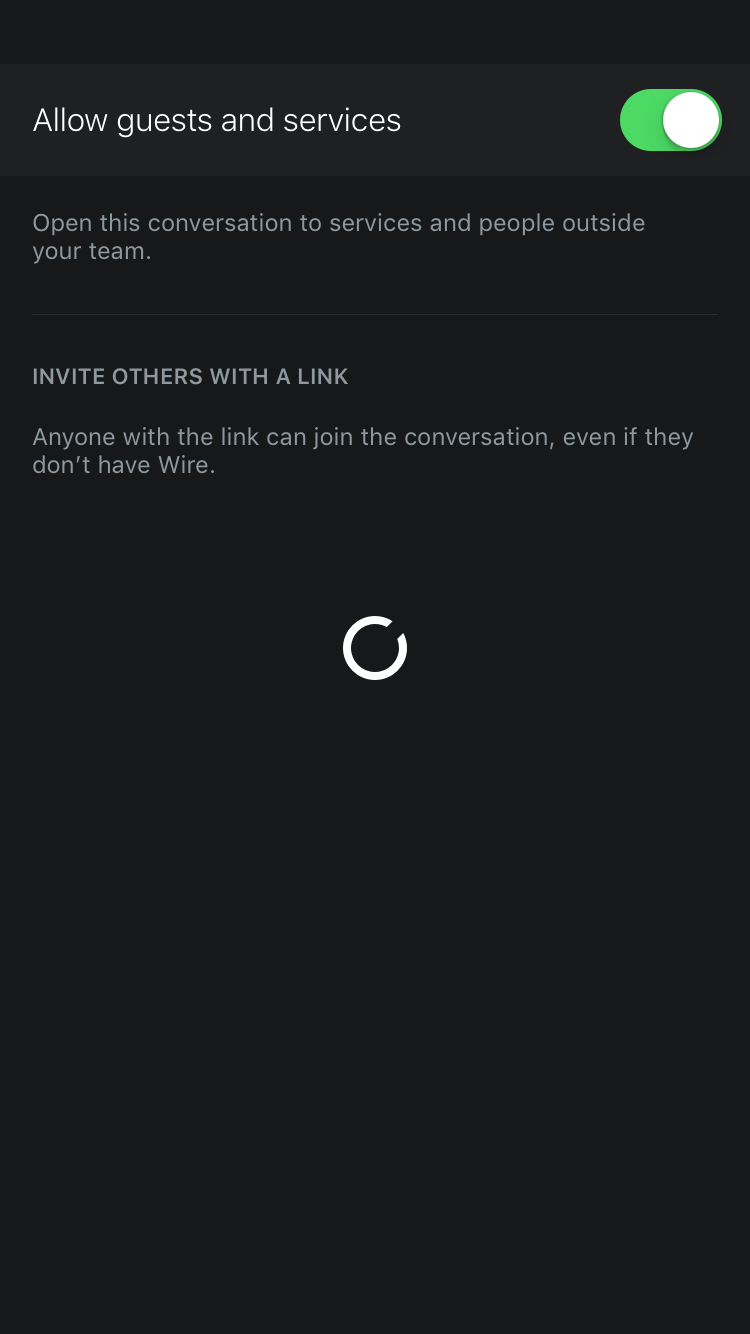 Allow guests and services
Open this conversation to services and people outside
your team.
INVITE OTHERS WITH A LINK
Anyone with the link can join the conversation, even if they
don’t have Wire.